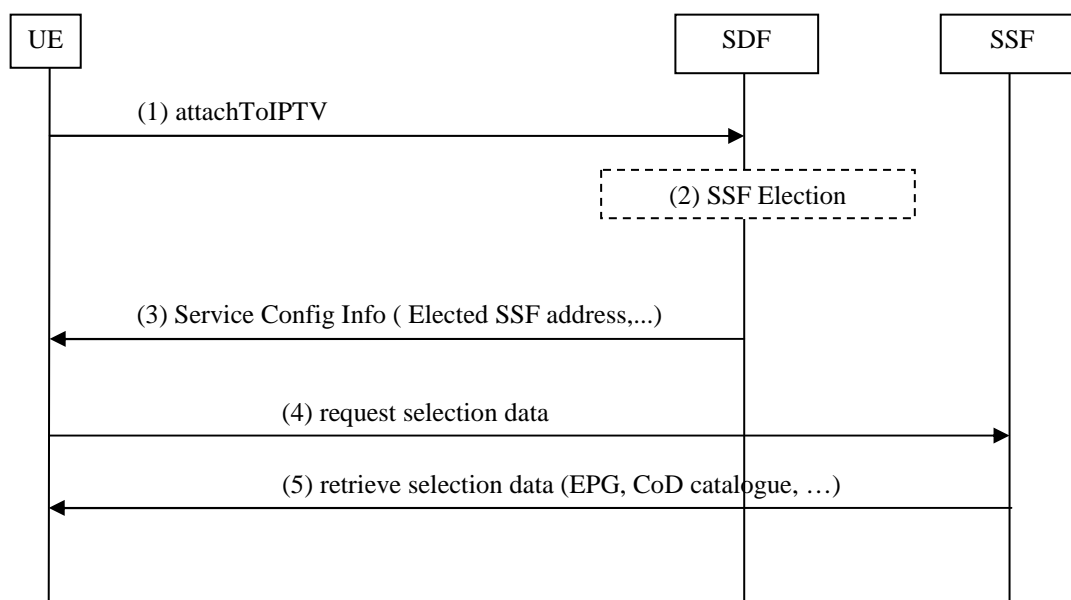 UE
SDF
SSF
(1) attachToIPTV
(2) SSF Election
(3) Service Config Info ( Elected SSF address,...)
(4) request selection data
(5) retrieve selection data (EPG, CoD catalogue, …)